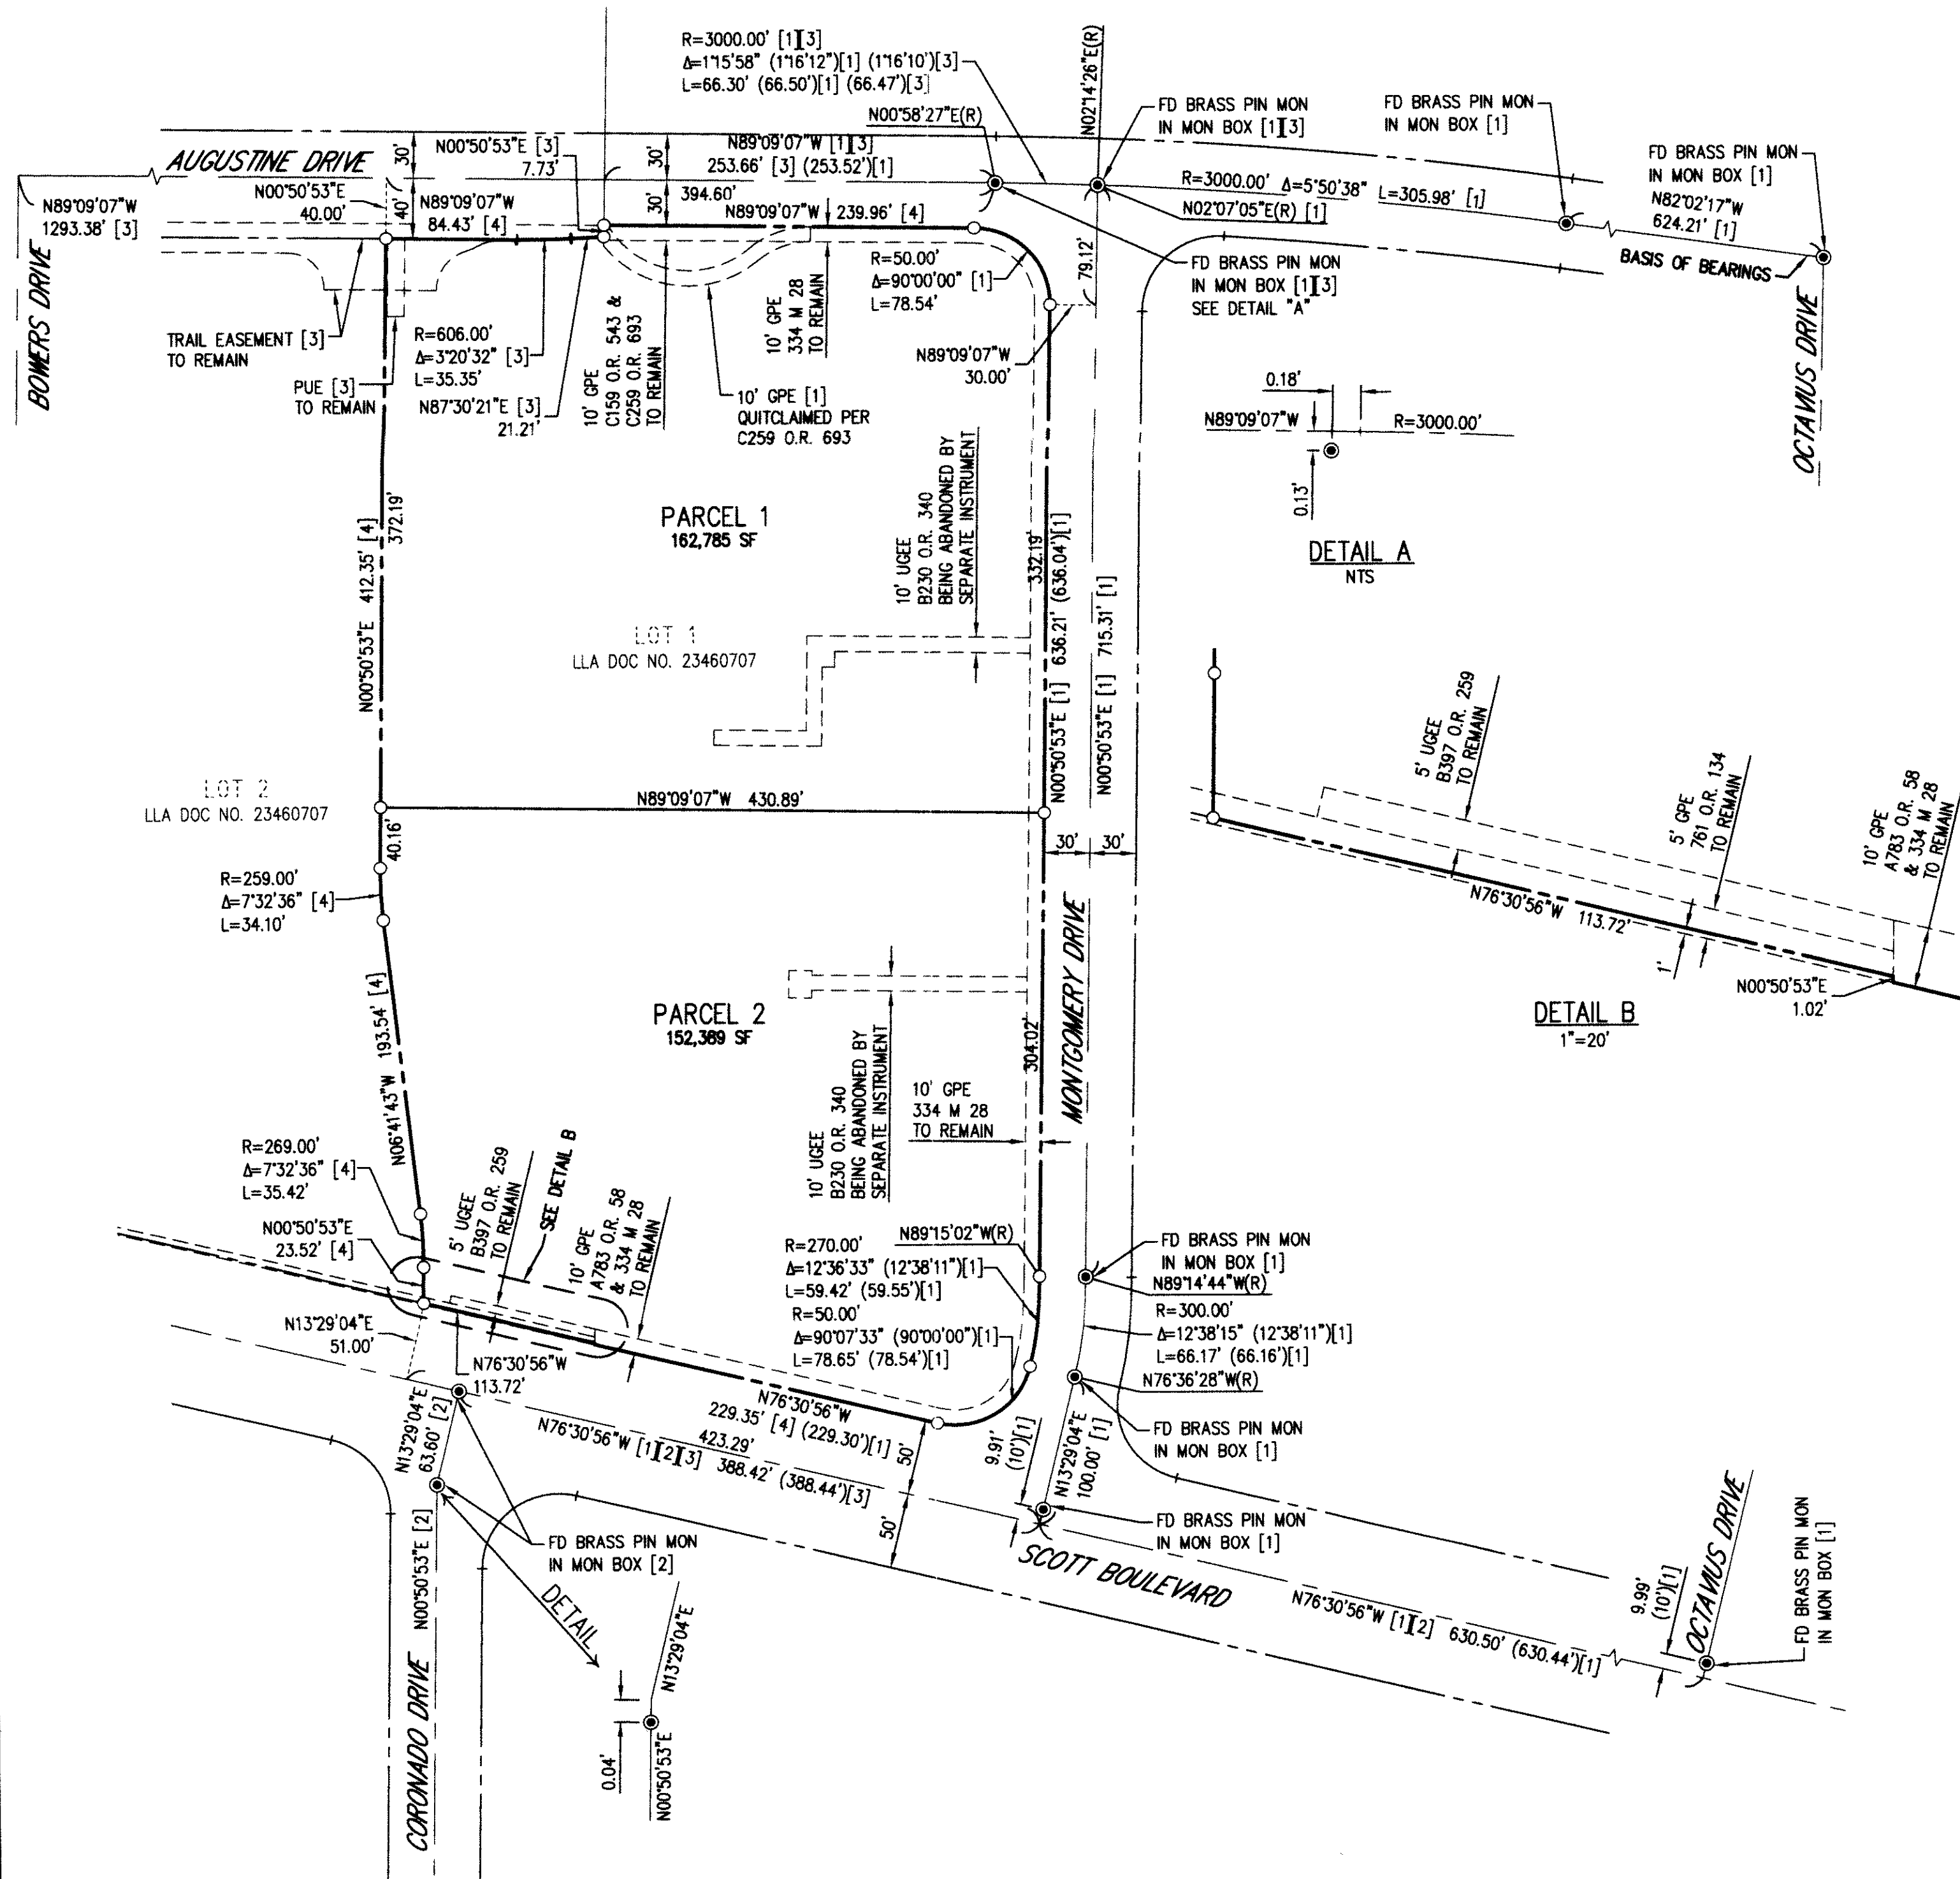 R=3000.00' [1][3]
Δ=1°15'58" (1°16'12")[1] (1°16'10')[3]
L=66.30' (66.50')[1] (66.47')[3]
N00°58'27"E(R)
N02°14'26"E(R)
FD BRASS PIN MON
IN MON BOX [1][3]
FD BRASS PIN MON
IN MON BOX [1]
FD BRASS PIN MON
IN MON BOX [1]
N82°02'17"W
624.21' [1]
BASIS OF BEARINGS
AUGUSTINE DRIVE
30'
40'
N00°50'53"E [3]
7.73'
30'
30'
N89°09'07"W [1][3]
253.66' [3] (253.52')[1]
394.60'
R=3000.00' Δ=5°50'38" L=305.98' [1]
N02°07'05"E(R) [1]
N89°09'07"W
1293.38' [3]
N00°50'53"E
40.00'
N89°09'07"W
84.43' [4]
N89°09'07"W 239.96' [4]
BOWERS DRIVE
R=50.00'
Δ=90°00'00" [1]
L=78.54'
79.12'
FD BRASS PIN MON
IN MON BOX [1][3]
SEE DETAIL "A"
OCTAVIUS DRIVE
TRAIL EASEMENT [3]
TO REMAIN
PUE [3]
TO REMAIN
R=606.00'
Δ=3°20'32" [3]
L=35.35'
N87°30'21"E [3]
21.21'
10' GPE
C159 O.R. 543 &
C259 O.R. 693
TO REMAIN
10' GPE
334 M 28
TO REMAIN
10' GPE [1]
QUITCLAIMED PER
C259 O.R. 693
N89°09'07"W
30.00'
0.18'
N89°09'07"W
R=3000.00'
0.13'
DETAIL A
NTS
N00°50'53"E 412.35' [4]
372.19'
PARCEL 1
162,785 SF
10' UGEE
B230 O.R. 340
BEING ABANDONED BY
SEPARATE INSTRUMENT
332.19'
N00°50'53"E [1] 636.21' (636.04')[1]
N00°50'53"E [1] 715.31' [1]
LOT 1
LLA DOC NO. 23460707
LOT 2
LLA DOC NO. 23460707
N89°09'07"W 430.89'
30'
30'
40.16'
R=259.00'
Δ=7°32'36" [4]
L=34.10'
5' UGEE
B397 O.R. 259
TO REMAIN
5' GPE
761 O.R. 134
TO REMAIN
10' GPE
A783 O.R. 58
& 334 M 28
TO REMAIN
N76°30'56"W 113.72'
1'
N00°50'53"E
1.02'
DETAIL B
1"=20'
N06°41'43"W 193.54' [4]
PARCEL 2
152,389 SF
10' UGEE
B230 O.R. 340
BEING ABANDONED BY
SEPARATE INSTRUMENT
304.02'
MONTGOMERY DRIVE
10' GPE
334 M 28
TO REMAIN
R=269.00'
Δ=7°32'36" [4]
L=35.42'
N00°50'53"E
23.52' [4]
5' UGEE
B397 O.R. 259
TO REMAIN
SEE DETAIL B
10' GPE
A783 O.R. 58
& 334 M 28
TO REMAIN
N89°15'02"W(R)
R=270.00'
Δ=12°36'33" (12°38'11")[1]
L=59.42' (59.55')[1]
R=50.00'
Δ=90°07'33" (90°00'00")[1]
L=78.65' (78.54')[1]
FD BRASS PIN MON
IN MON BOX [1]
N89°14'44"W(R)
R=300.00'
Δ=12°38'15" (12°38'11")[1]
L=66.17' (66.16')[1]
N76°36'28"W(R)
FD BRASS PIN MON
IN MON BOX [1]
N13°29'04"E
51.00'
N76°30'56"W
113.72'
N76°30'56"W
229.35' [4] (229.30')[1]
423.29'
N76°30'56"W [1][2][3] 388.42' (388.44')[3]
50'
50'
9.91'
(10')[1]
N13°29'04"E
100.00' [1]
N13°29'04"E
63.60' [2]
FD BRASS PIN MON
IN MON BOX [2]
FD BRASS PIN MON
IN MON BOX [1]
SCOTT BOULEVARD
N76°30'56"W [1][2] 630.50' (630.44')[1]
9.99'
(10')[1]
OCTAVIUS DRIVE
FD BRASS PIN MON
IN MON BOX [1]
CORONADO DRIVE
N00°50'53"E [2]
DETAIL
N13°29'04"E
0.04'
N00°50'53"E